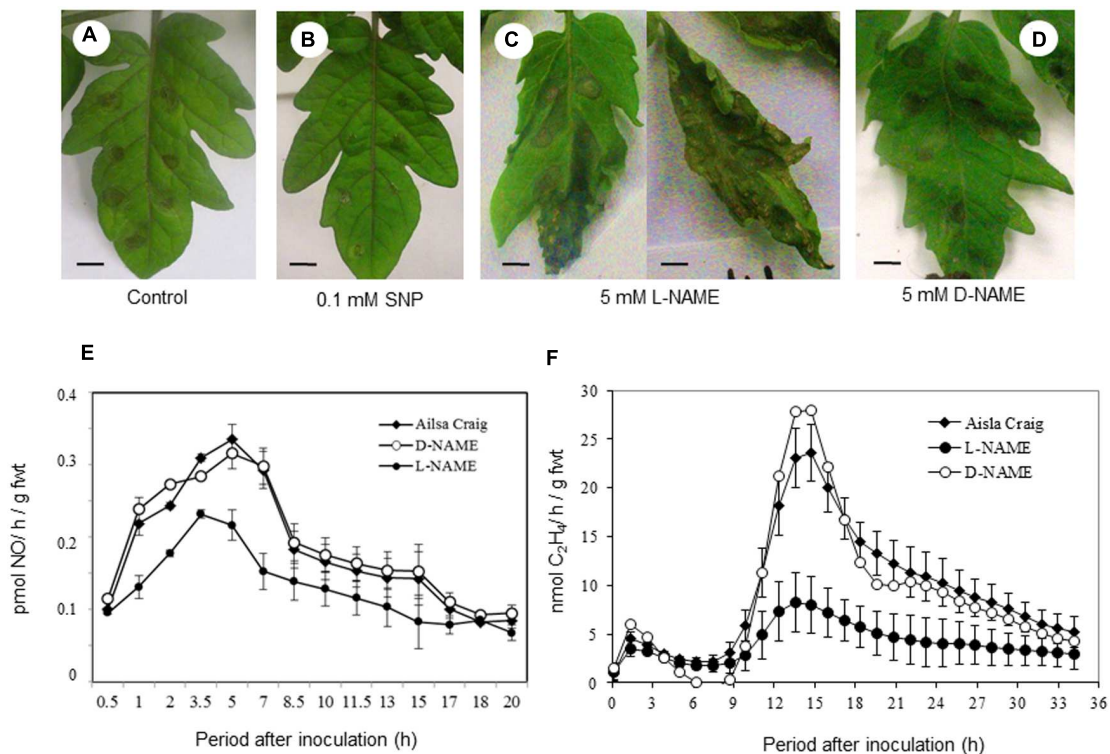 A
B
C
D
Control
0.1 mM SNP
5 mM L-NAME
5 mM D-NAME
E
0.4
0.3
0.2
0.1
0
pmol NO/ h / g fwt
Ailsa Craig
D-NAME
L-NAME
0.5 1 2 3.5 5 7 8.5 10 11.5 13 15 17 18 20
Period after inoculation (h)
F
30
25
20
15
10
5
0
nmol C₂H₄/ h / g fwt
Aisla Craig
L-NAME
D-NAME
0 3 6 9 12 15 18 21 24 27 30 33 36
Period after inoculation (h)